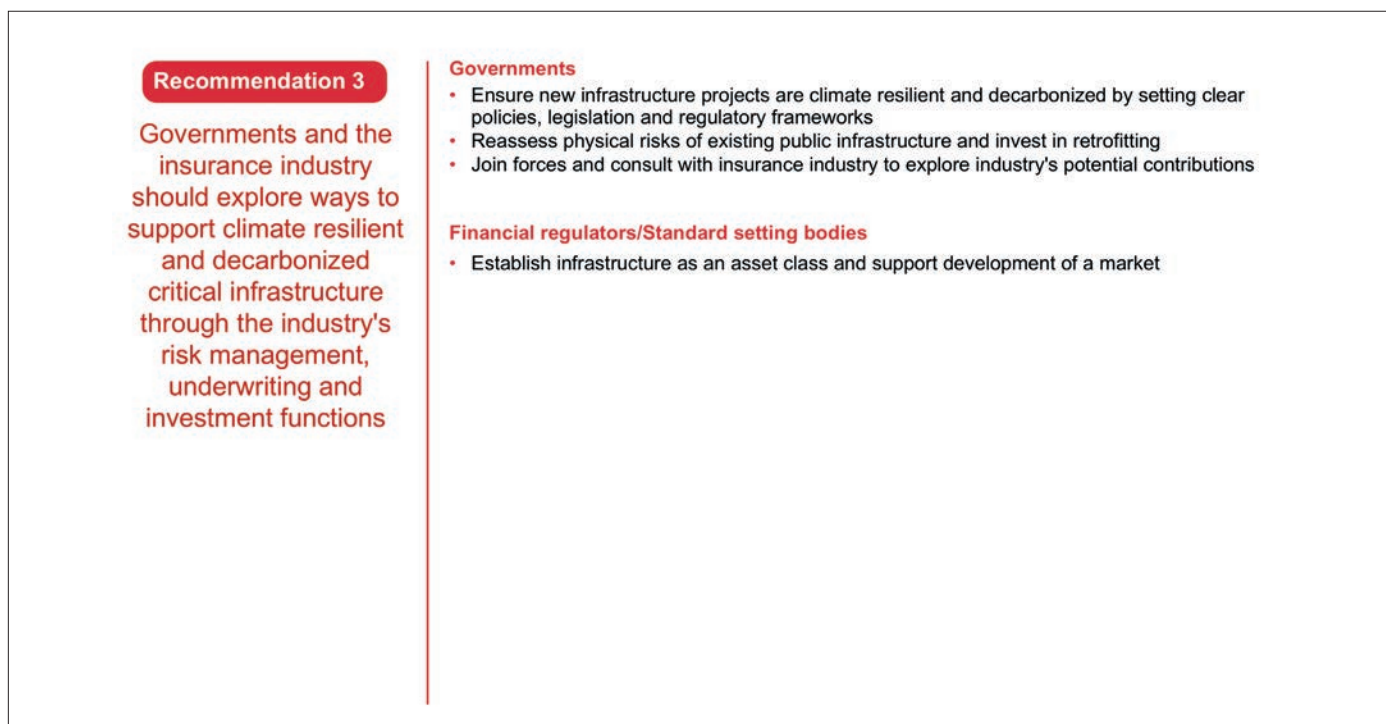 Recommendation 3
Governments and the
insurance industry
should explore ways to
support climate resilient
and decarbonized
critical infrastructure
through the industry's
risk management,
underwriting and
investment functions
Governments
• Ensure new infrastructure projects are climate resilient and decarbonized by setting clear
policies, legislation and regulatory frameworks
• Reassess physical risks of existing public infrastructure and invest in retrofitting
• Join forces and consult with insurance industry to explore industry's potential contributions
Financial regulators/Standard setting bodies
• Establish infrastructure as an asset class and support development of a market